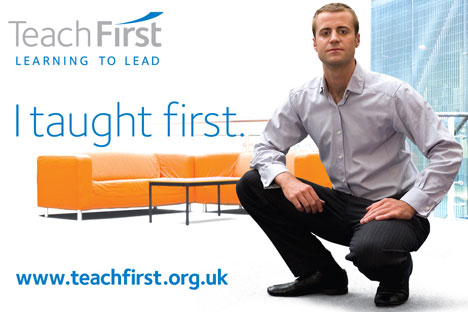 TeachFirst
LEARNING TO LEAD
I taught first.
www.teachfirst.org.uk